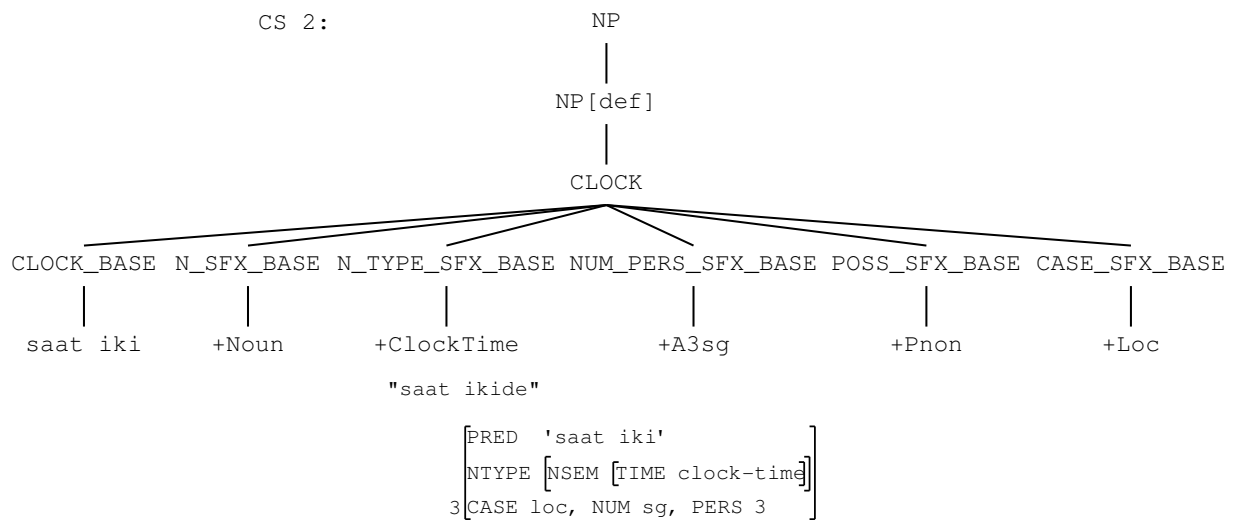 CS 2: NP
NP[def]
CLOCK
CLOCK_BASE N_SFX_BASE N_TYPE_SFX_BASE NUM_PERS_SFX_BASE POSS_SFX_BASE CASE_SFX_BASE
saat iki +Noun +ClockTime +A3sg +Pnon +Loc
"saat ikide"
PRED 'saat iki'
NTYPE [NSEM [TIME clock-time]]
3 CASE loc, NUM sg, PERS 3